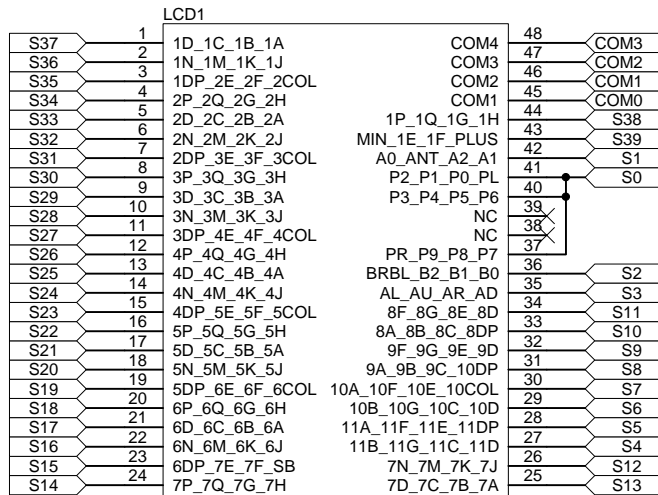 LCD1
S37 1 1D_1C_1B_1A COM4 48 COM3
S36 2 1N_1M_1K_1J COM3 47 COM2
S35 3 1DP_2E_2F_2COL COM2 46 COM1
S34 4 2P_2Q_2G_2H COM1 45 COM0
S33 5 2D_2C_2B_2A 1P_1Q_1G_1H 44 S38
S32 6 2N_2M_2K_2J MIN_1E_1F_PLUS 43 S39
S31 7 2DP_3E_3F_3COL A0_ANT_A2_A1 42 S1
S30 8 3P_3Q_3G_3H P2_P1_P0_PL 41 S0
S29 9 3D_3C_3B_3A P3_P4_P5_P6 40
S28 10 3N_3M_3K_3J NC 39
S27 11 3DP_4E_4F_4COL NC 38
S26 12 4P_4Q_4G_4H PR_P9_P8_P7 37
S25 13 4D_4C_4B_4A BRBL_B2_B1_B0 36 S2
S24 14 4N_4M_4K_4J AL_AU_AR_AD 35 S3
S23 15 4DP_5E_5F_5COL 8F_8G_8E_8D 34 S11
S22 16 5P_5Q_5G_5H 8A_8B_8C_8DP 33 S10
S21 17 5D_5C_5B_5A 9F_9G_9E_9D 32 S9
S20 18 5N_5M_5K_5J 9A_9B_9C_10DP 31 S8
S19 19 5DP_6E_6F_6COL 10A_10F_10E_10COL 30 S7
S18 20 6P_6Q_6G_6H 10B_10G_10C_10D 29 S6
S17 21 6D_6C_6B_6A 11A_11F_11E_11DP 28 S5
S16 22 6N_6M_6K_6J 11B_11G_11C_11D 27 S4
S15 23 6DP_7E_7F_SB 7N_7M_7K_7J 26 S12
S14 24 7P_7Q_7G_7H 7D_7C_7B_7A 25 S13